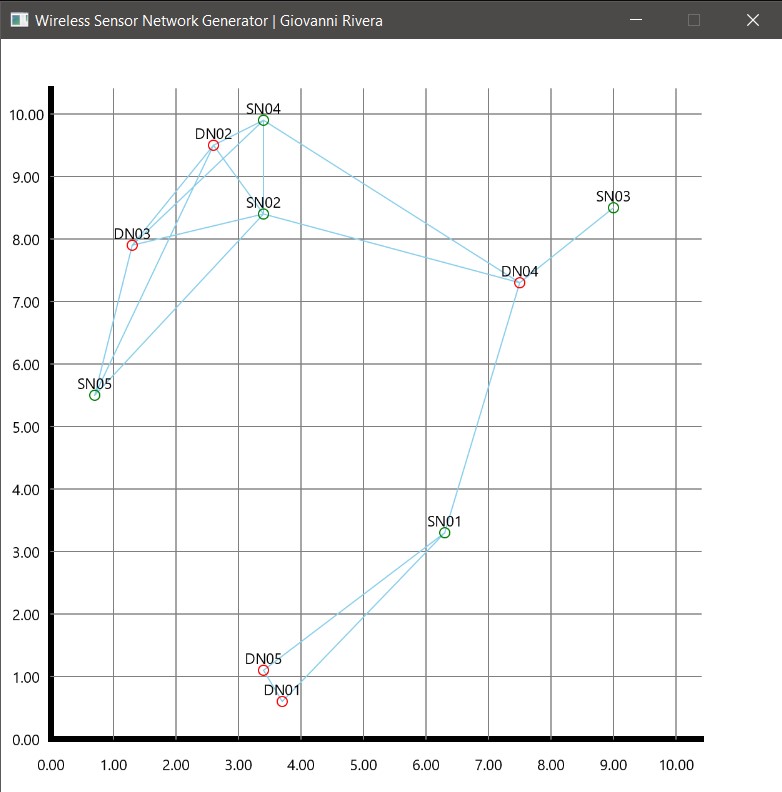 Wireless Sensor Network Generator | Giovanni Rivera
10.00
SN04
DN02
9.00
SN03
SN02
8.00
DN03
DN04
7.00
6.00
SN05
5.00
4.00
SN01
3.00
2.00
DN05
1.00
DN01
0.00
0.00 1.00 2.00 3.00 4.00 5.00 6.00 7.00 8.00 9.00 10.00